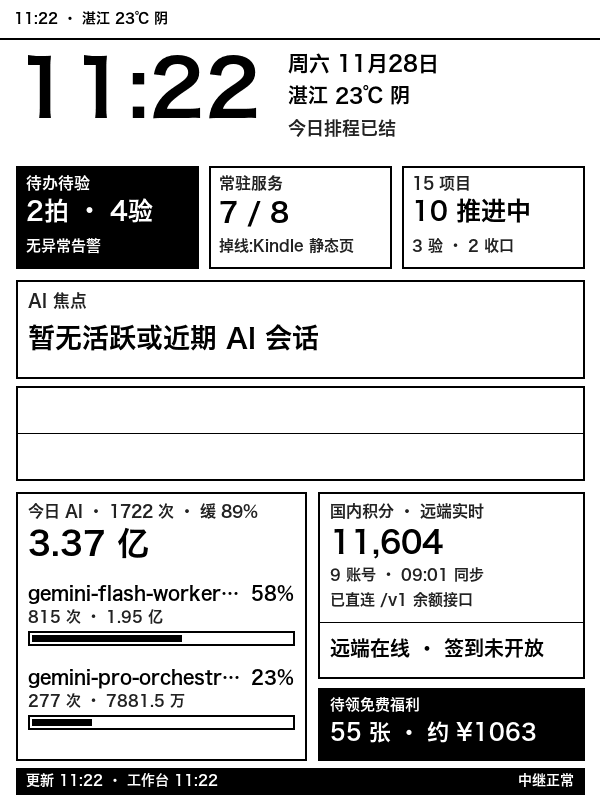 11:22 · 湛江 23℃ 阴
11:22
周六 11月28日
湛江 23℃ 阴
今日排程已结
待办待验
2拍 · 4验
无异常告警
常驻服务
7 / 8
掉线:Kindle 静态页
15 项目
10 推进中
3 验 · 2 收口
AI 焦点
暂无活跃或近期 AI 会话
今日 AI · 1722 次 · 缓 89%
3.37 亿
gemini-flash-worker… 58%
815 次 · 1.95 亿
gemini-pro-orchestr… 23%
277 次 · 7881.5 万
国内积分 · 远端实时
11,604
9 账号 · 09:01 同步
已直连 /v1 余额接口
远端在线 · 签到未开放
待领免费福利
55 张 · 约 ¥1063
更新 11:22 · 工作台 11:22
中继正常